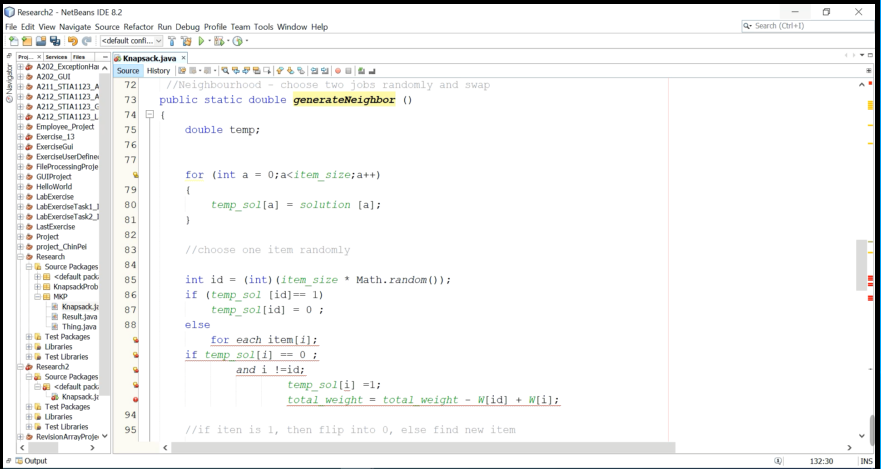 Research2 - NetBeans IDE 8.2
File Edit View Navigate Source Refactor Run Debug Profile Team Tools Window Help
Search (Ctrl+I)
<default confi...
Proj... × Services Files
Knapsack.java ×
Navigator
Source History
A202_ExceptionHar
A202_GUI
A211_STIA1123_A
A212_STIA1123_A
A212_STIA1123_G
A212_STIA1123_L
Employee_Project
Exercise_13
ExerciseGui
ExerciseUserDefine
FileProcessingProje
GUIProject
HelloWorld
LabExercise
LabExerciseTask1_1
LabExerciseTask2_1
LastExercise
Project
project_ChinPei
Research
Source Packages
<default pack
KnapsackProb
MKP
Knapsack.ja
Result.java
Thing.java
Test Packages
Libraries
Test Libraries
Research2
Source Packages
<default pack
Knapsack.ja
Test Packages
Libraries
Test Libraries
RevisionArrayProje
72 //Neighbourhood - choose two jobs randomly and swap
73 public static double generateNeighbor ()
74 {
75 double temp;
76
77
for (int a = 0;a<item_size;a++)
79 {
80 temp_sol[a] = solution [a];
81 }
82
83 //choose one item randomly
84
85 int id = (int)(item_size * Math.random());
86 if (temp_sol [id]== 1)
87 temp_sol[id] = 0 ;
88 else
for each item[i];
if temp_sol[i] == 0 ;
and i !=id;
temp_sol[i] =1;
total_weight = total_weight - W[id] + W[i];
94
95 //if iten is 1, then flip into 0, else find new item
Output
132:30
INS